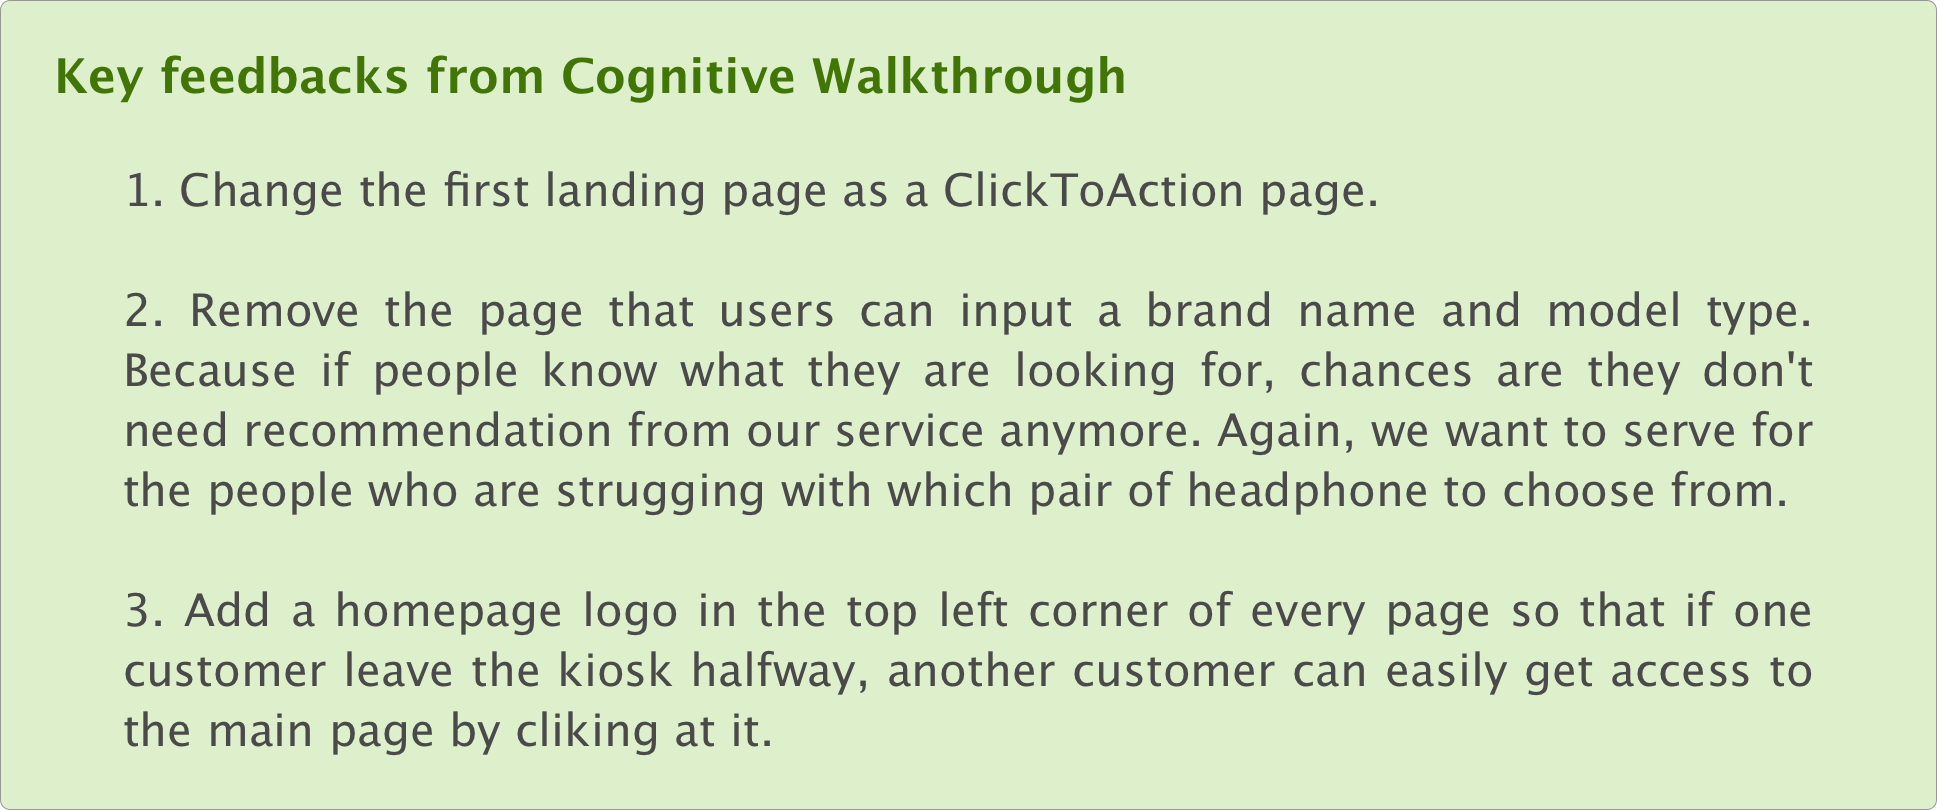 Key feedbacks from Cognitive Walkthrough
1. Change the first landing page as a ClickToAction page.
2. Remove the page that users can input a brand name and model type.
Because if people know what they are looking for, chances are they don't
need recommendation from our service anymore. Again, we want to serve for
the people who are strugging with which pair of headphone to choose from.
3. Add a homepage logo in the top left corner of every page so that if one
customer leave the kiosk halfway, another customer can easily get access to
the main page by cliking at it.